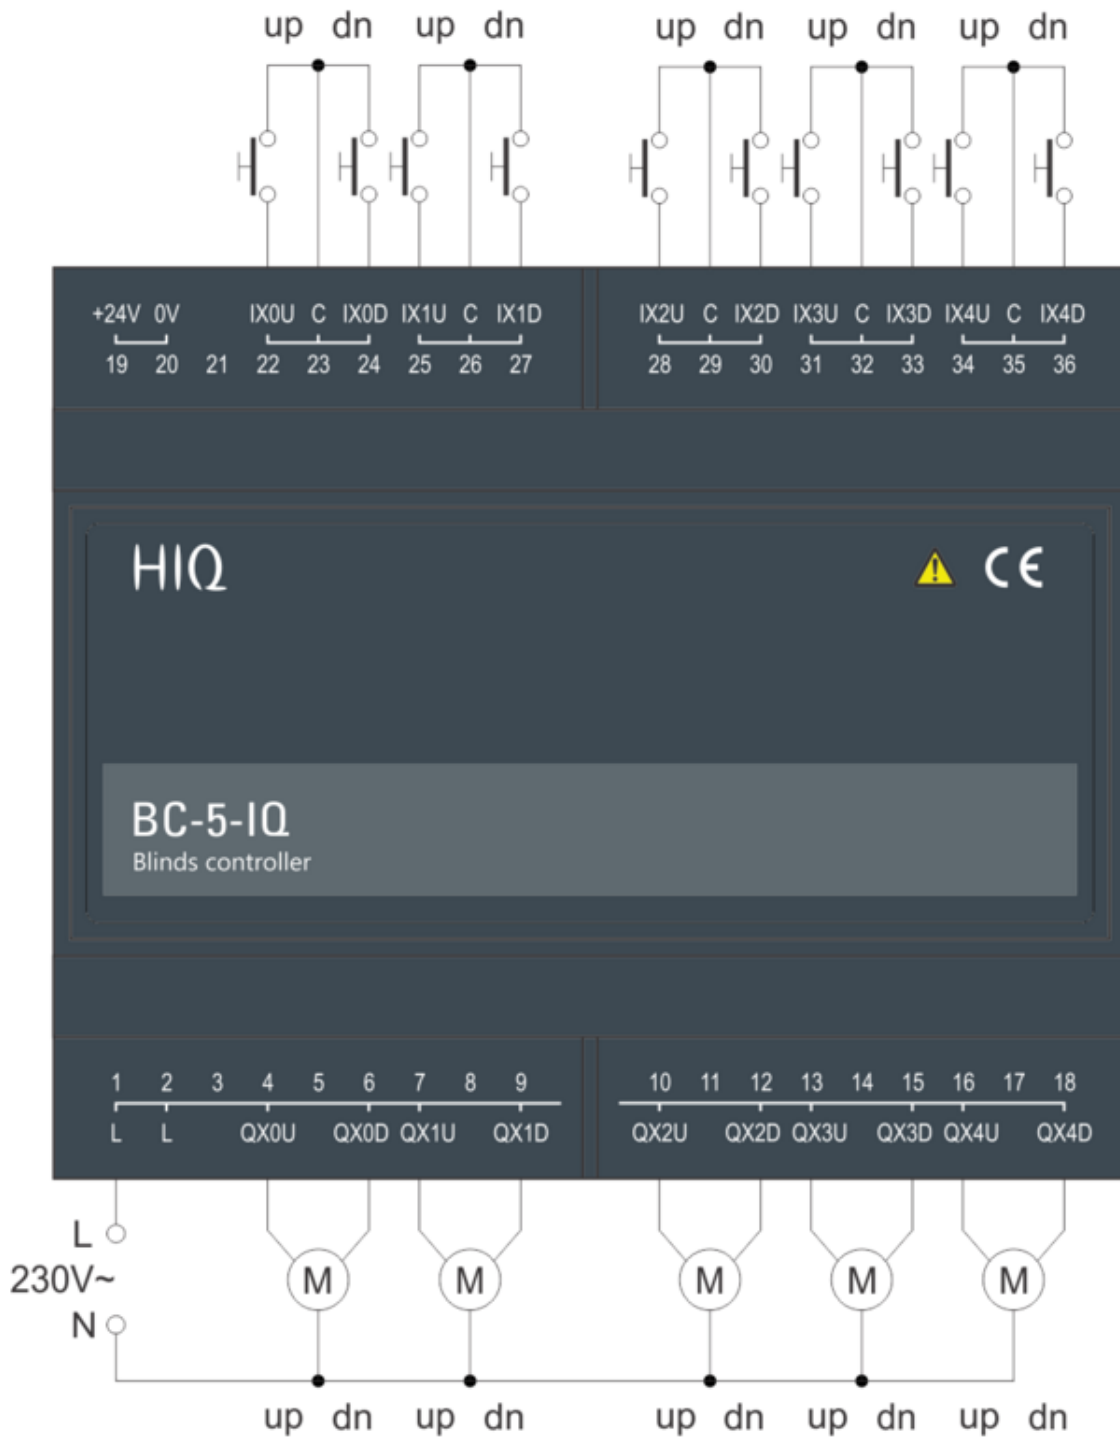 up dn up dn up dn up dn up dn
+24V 0V IX0U C IX0D IX1U C IX1D IX2U C IX2D IX3U C IX3D IX4U C IX4D
19 20 21 22 23 24 25 26 27 28 29 30 31 32 33 34 35 36
HIQ
CE
BC-5-IQ
Blinds controller
1 2 3 4 5 6 7 8 9 10 11 12 13 14 15 16 17 18
L L QX0U QX0D QX1U QX1D QX2U QX2D QX3U QX3D QX4U QX4D
L
230V~ M M M M M
N
up dn up dn up dn up dn up dn